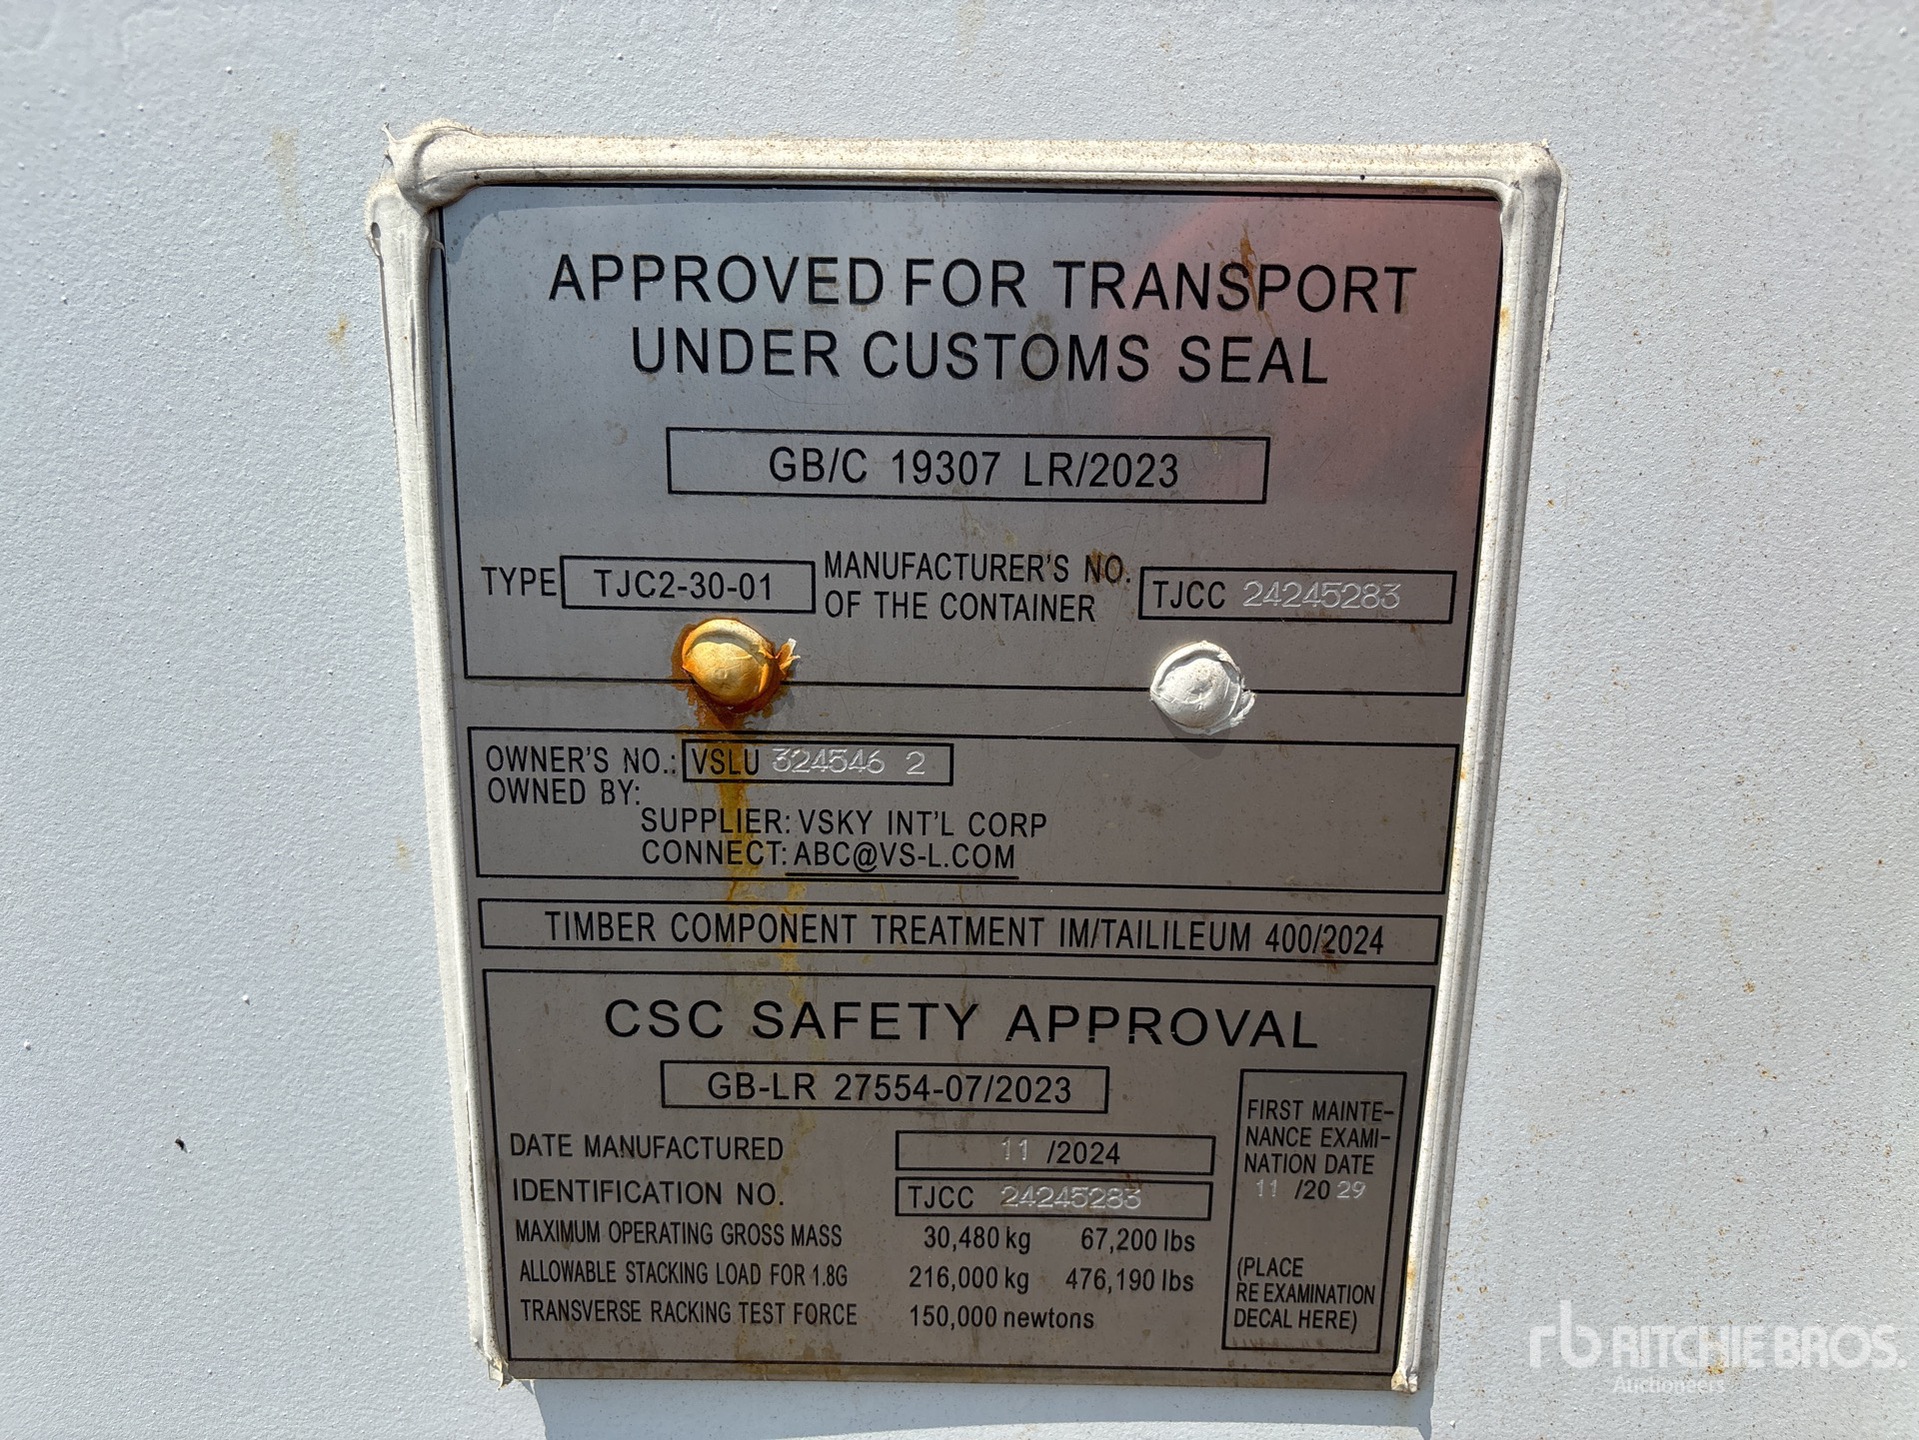 APPROVED FOR TRANSPORT
UNDER CUSTOMS SEAL
GB/C 19307 LR/2023
TYPE TJC2-30-01 MANUFACTURER'S NO. OF THE CONTAINER TJCC 24245283
OWNER'S NO.: VSLU 324546 2
OWNED BY:
SUPPLIER: VSKY INT'L CORP
CONNECT: ABC@VS-L.COM
TIMBER COMPONENT TREATMENT IM/TAILILEUM 400/2024
CSC SAFETY APPROVAL
GB-LR 27554-07/2023
DATE MANUFACTURED 11 /2024
IDENTIFICATION NO. TJCC 24245283
MAXIMUM OPERATING GROSS MASS 30,480 kg 67,200 lbs
ALLOWABLE STACKING LOAD FOR 1.8G 216,000 kg 476,190 lbs
TRANSVERSE RACKING TEST FORCE 150,000 newtons
FIRST MAINTE-
NANCE EXAMI-
NATION DATE
11 /20 29
(PLACE
RE EXAMINATION
DECAL HERE)
rb RITCHIE BROS.
Auctioneers